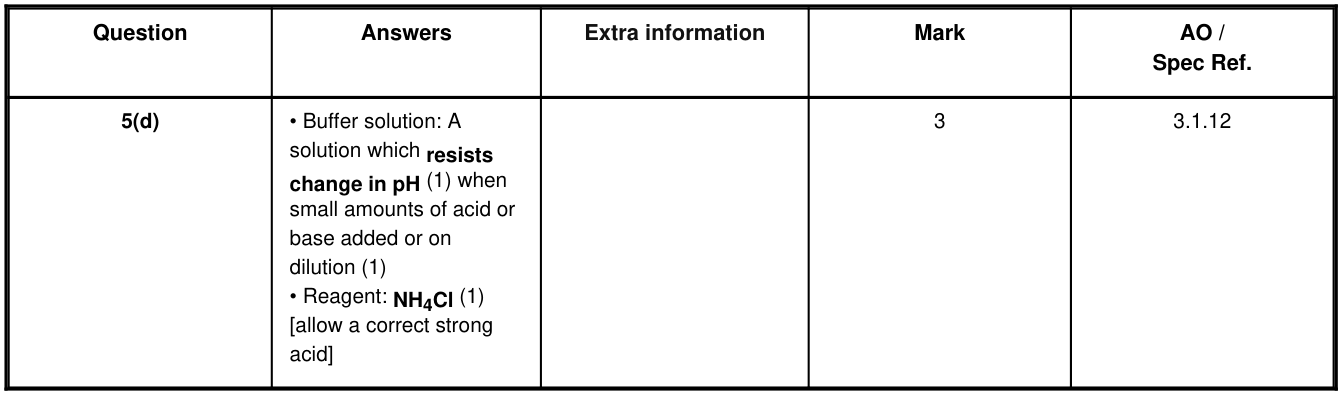 Question Answers Extra information Mark AO /
Spec Ref.
5(d) • Buffer solution: A 3 3.1.12
solution which resists
change in pH (1) when
small amounts of acid or
base added or on
dilution (1)
• Reagent: NH₄Cl (1)
[allow a correct strong
acid]